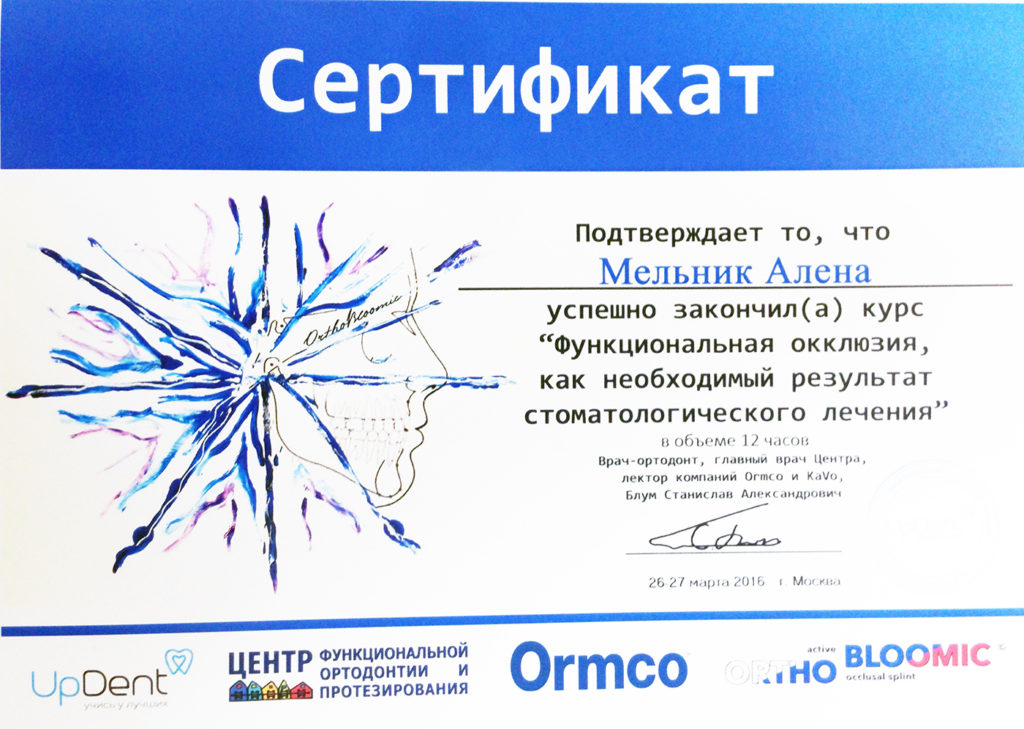 Сертификат
Подтверждает то, что
Мельник Алена
успешно закончил(а) курс
“Функциональная окклюзия,
как необходимый результат
стоматологического лечения”
в объеме 12 часов
Врач-ортодонт, главный врач Центра,
лектор компаний Ormco и KaVo,
Блум Станислав Александрович
26-27 марта 2016 г. Москва
OrthoBloomic
UpDent
учись у лучших
ЦЕНТР ФУНКЦИОНАЛЬНОЙ
ОРТОДОНТИИ И
ПРОТЕЗИРОВАНИЯ
Ormco
active
ORTHO BLOOMIC
occlusal splint